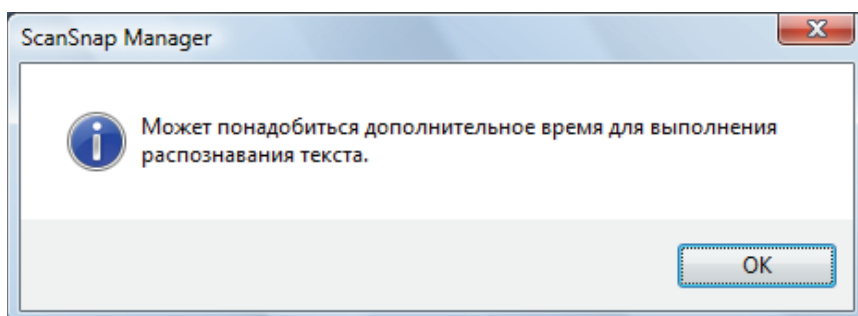 ScanSnap Manager
Может понадобиться дополнительное время для выполнения
распознавания текста.
OK